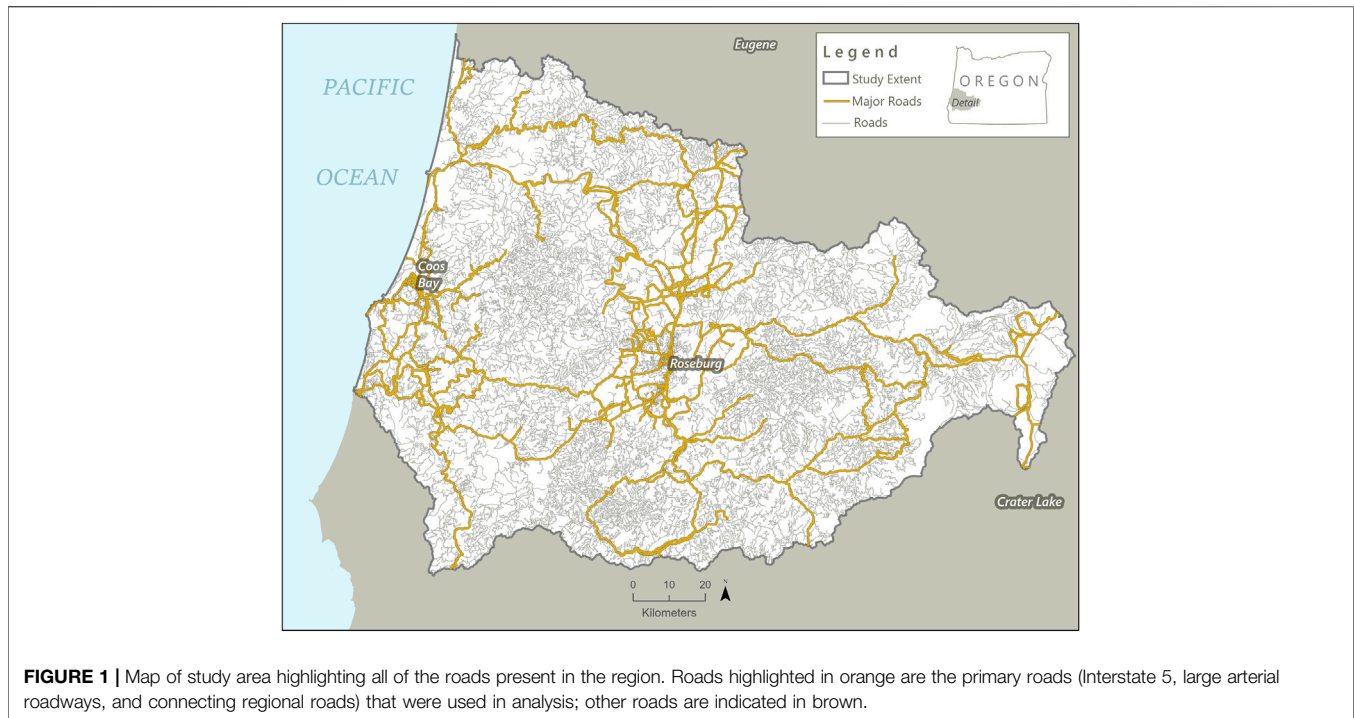 PACIFIC
OCEAN
Eugene
Legend
Study Extent
Major Roads
Roads
OREGON
Detail
Coos
Bay
Roseburg
Crater Lake
0 10 20
N
Kilometers
FIGURE 1 | Map of study area highlighting all of the roads present in the region. Roads highlighted in orange are the primary roads (Interstate 5, large arterial
roadways, and connecting regional roads) that were used in analysis; other roads are indicated in brown.